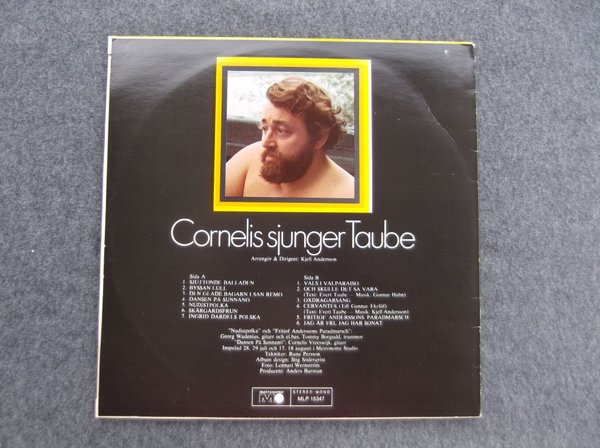 Cornelis sjunger Taube
Arrangör & Dirigent: Kjell Andersson
Sida A
1. SJUTTONDE BALLADEN
2. BYSSAN LULL
3. DEN GLADE BAGARN I SAN REMO
4. DANSEN PÅ SUNNANÖ
5. NUDISTPOLKA
6. SKÄRGÅRDSFRUN
7. INGRID DARDELS POLSKA
Sida B
1. VALS I VALPARAISO
2. OCH SKULLE DET SÅ VARA
(Text: Evert Taube – Musik: Gunnar Hahn)
3. OXDRAGARSÅNG
4. CERVANTES (Till Gunnar Ekelöf)
(Text: Evert Taube – Musik: Kjell Andersson)
5. FRITIOF ANDERSSONS PARADMARSCH
6. JAG ÄR FRI, JAG HAR SONAT
"Nudistpolka" och "Fritiof Anderssons Paradmarsch":
Georg Wadenius, gitarr och el.bas, Tommy Borgudd, trummor
"Dansen På Sunnanö": Cornelis Vreeswijk, gitarr
Inspelad 28, 29 juli och 17, 18 augusti i Metronome Studio
Tekniker: Rune Persson
Album design: Stig Söderqvist
Foto: Lennart Wernström
Producent: Anders Burman
metronome
STEREO MONO
MLP 15347